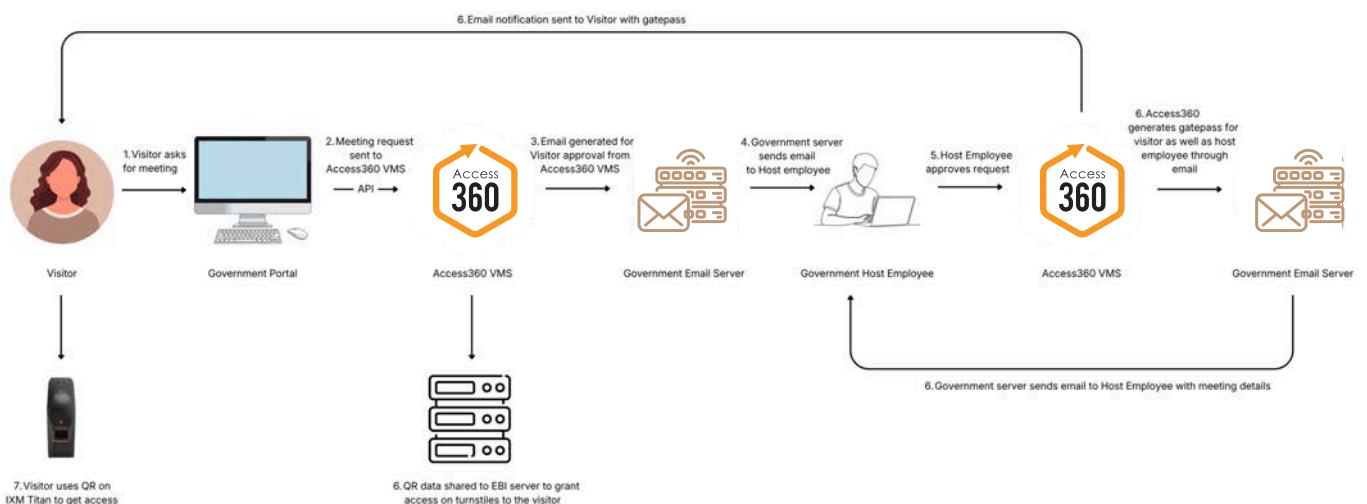 6.Email notification sent to Visitor with gatepass
1.Visitor asks
for meeting
2.Meeting request
sent to
Access360 VMS
API
3.Email generated for
Visitor approval from
Access360 VMS
4.Government server
sends email
to Host employee
5.Host Employee
approves request
6.Access360
generates gatepass for
visitor as well as host
employee through
email
Access
360
Access
360
Visitor
Government Portal
Access360 VMS
Government Email Server
Government Host Employee
Access360 VMS
Government Email Server
6.Government server sends email to Host Employee with meeting details
7.Visitor uses QR on
IXM Titan to get access
6.QR data shared to EBI server to grant
access on turnstiles to the visitor